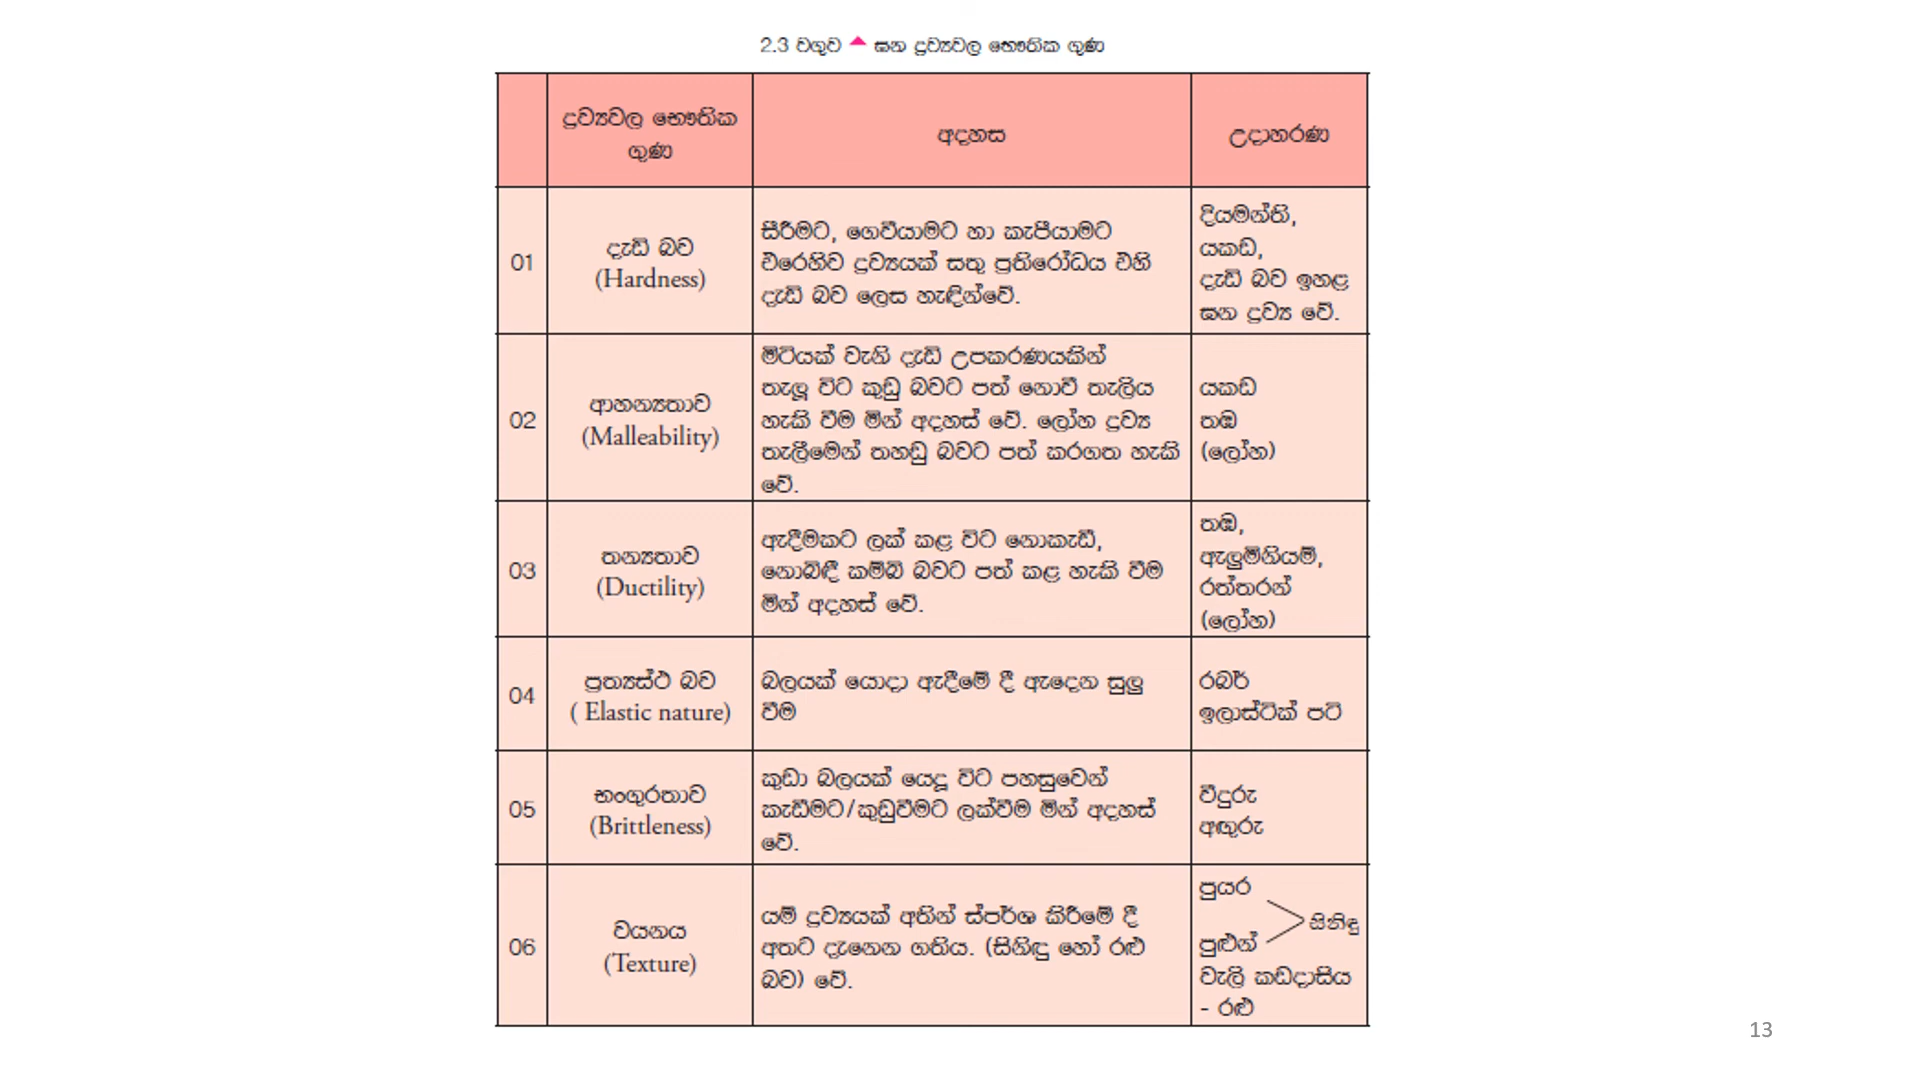 2.3 වගුව ▲ ඝන ද්‍රව්‍යවල භෞතික ගුණ
ද්‍රව්‍යවල භෞතික
ගුණ
අදහස
උදාහරණ
01
දැඩි බව
(Hardness)
සීරීමට, ගෙවීයාමට හා කැපීයාමට
එරෙහිව ද්‍රව්‍යයක් සතු ප්‍රතිරෝධය එහි
දැඩි බව ලෙස හැඳින්වේ.
දියමන්ති,
යකඩ,
දැඩි බව ඉහළ
ඝන ද්‍රව්‍ය වේ.
02
ආහන්‍යතාව
(Malleability)
මිටියක් වැනි දැඩි උපකරණයකින්
තැලූ විට කුඩු බවට පත් නොවී තැලිය
හැකි වීම මින් අදහස් වේ. ලෝහ ද්‍රව්‍ය
තැලීමෙන් තහඩු බවට පත් කරගත හැකි
වේ.
යකඩ
තඹ
(ලෝහ)
03
තන්‍යතාව
(Ductility)
ඇදීමකට ලක් කළ විට නොකැඩී,
නොබිඳී කම්බි බවට පත් කළ හැකි වීම
මින් අදහස් වේ.
තඹ,
ඇලුමිනියම්,
රත්තරන්
(ලෝහ)
04
ප්‍රත්‍යස්ථ බව
( Elastic nature)
බලයක් යොදා ඇදීමේ දී ඇදෙන සුලු
වීම
රබර්
ඉලාස්ටික් පටි
05
භංගුරතාව
(Brittleness)
කුඩා බලයක් යෙදූ විට පහසුවෙන්
කැඩීමට/කුඩුවීමට ලක්වීම මින් අදහස්
වේ.
වීදුරු
අඟුරු
06
වයනය
(Texture)
යම් ද්‍රව්‍යයක් අතින් ස්පර්ශ කිරීමේ දී
අතට දැනෙන ගතිය. (සිනිඳු හෝ රළු
බව) වේ.
පුයර
සිනිඳු
පුළුන්
වැලි කඩදාසිය
- රළු
13